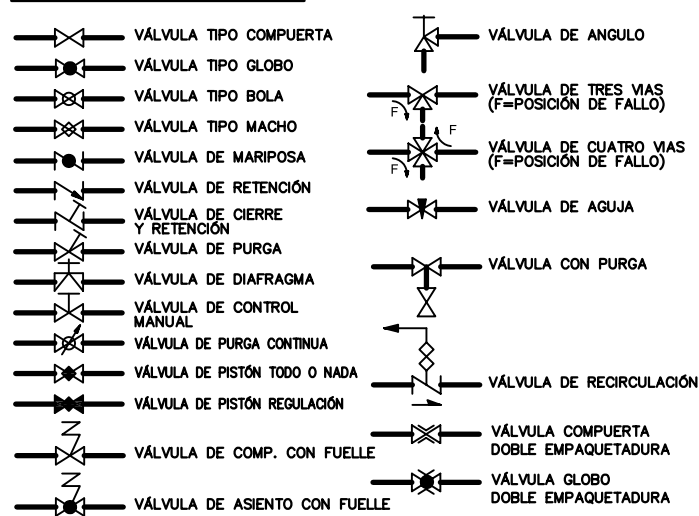 VÁLVULA TIPO COMPUERTA
VÁLVULA TIPO GLOBO
VÁLVULA TIPO BOLA
VÁLVULA TIPO MACHO
VÁLVULA DE MARIPOSA
VÁLVULA DE RETENCIÓN
VÁLVULA DE CIERRE
Y RETENCIÓN
VÁLVULA DE PURGA
VÁLVULA DE DIAFRAGMA
VÁLVULA DE CONTROL
MANUAL
VÁLVULA DE PURGA CONTINUA
VÁLVULA DE PISTÓN TODO O NADA
VÁLVULA DE PISTÓN REGULACIÓN
VÁLVULA DE COMP. CON FUELLE
VÁLVULA DE ASIENTO CON FUELLE
VÁLVULA DE ANGULO
VÁLVULA DE TRES VIAS
(F=POSICIÓN DE FALLO)
F
VÁLVULA DE CUATRO VIAS
(F=POSICIÓN DE FALLO)
F
F
VÁLVULA DE AGUJA
VÁLVULA CON PURGA
VÁLVULA DE RECIRCULACIÓN
VÁLVULA COMPUERTA
DOBLE EMPAQUETADURA
VÁLVULA GLOBO
DOBLE EMPAQUETADURA